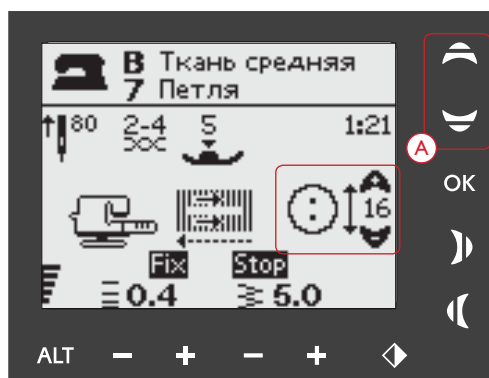 B Ткань средняя
7 Петля
80 2-4 5 1:21
A
16
OK
Fix Stop
0.4 5.0
ALT − + − +